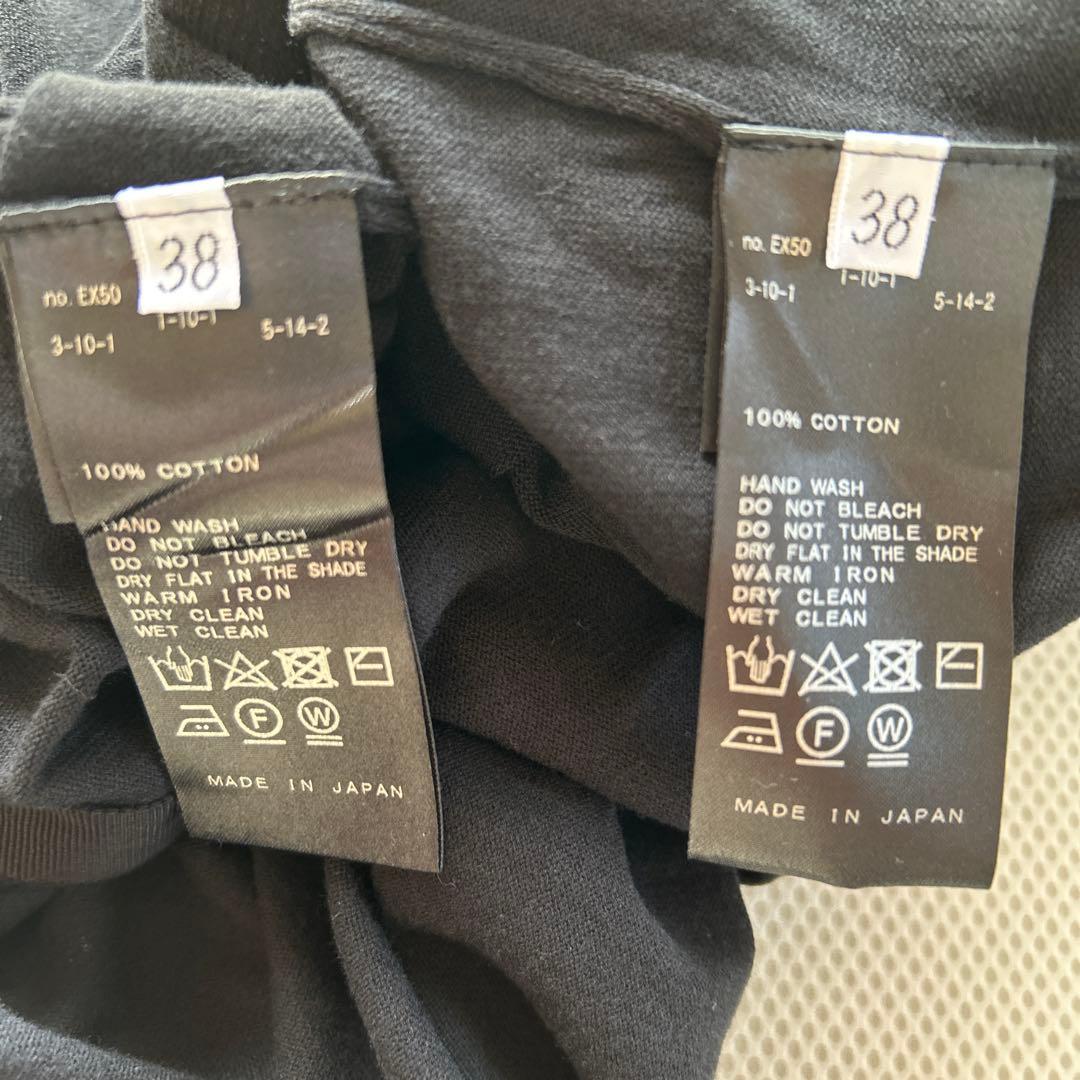 38
no. EX50
1-10-1
3-10-1
5-14-2
100% COTTON
HAND WASH
DO NOT BLEACH
DO NOT TUMBLE DRY
DRY FLAT IN THE SHADE
WARM IRON
DRY CLEAN
WET CLEAN
F
W
MADE IN JAPAN
38
no. EX50
1-10-1
3-10-1
5-14-2
100% COTTON
HAND WASH
DO NOT BLEACH
DO NOT TUMBLE DRY
DRY FLAT IN THE SHADE
WARM IRON
DRY CLEAN
WET CLEAN
F
W
MADE IN JAPAN